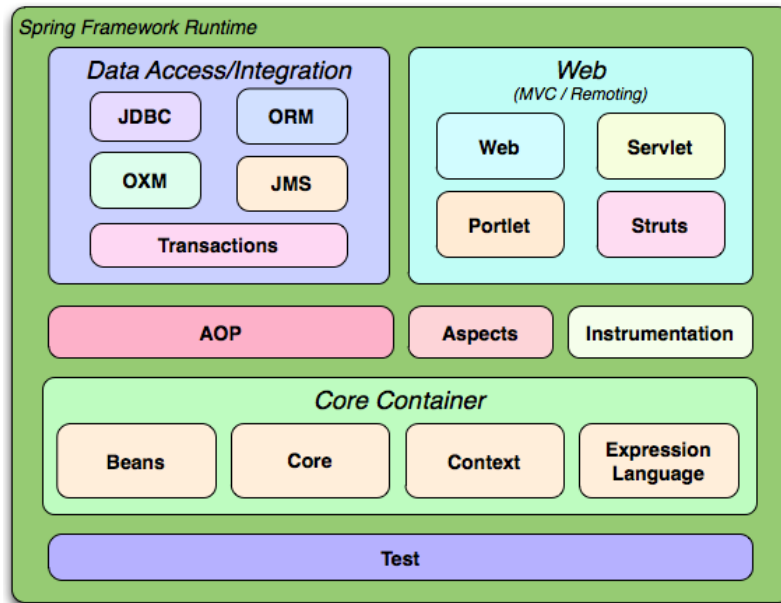 Spring Framework Runtime
Data Access/Integration
JDBC
ORM
OXM
JMS
Transactions
Web
(MVC / Remoting)
Web
Servlet
Portlet
Struts
AOP
Aspects
Instrumentation
Core Container
Beans
Core
Context
Expression
Language
Test